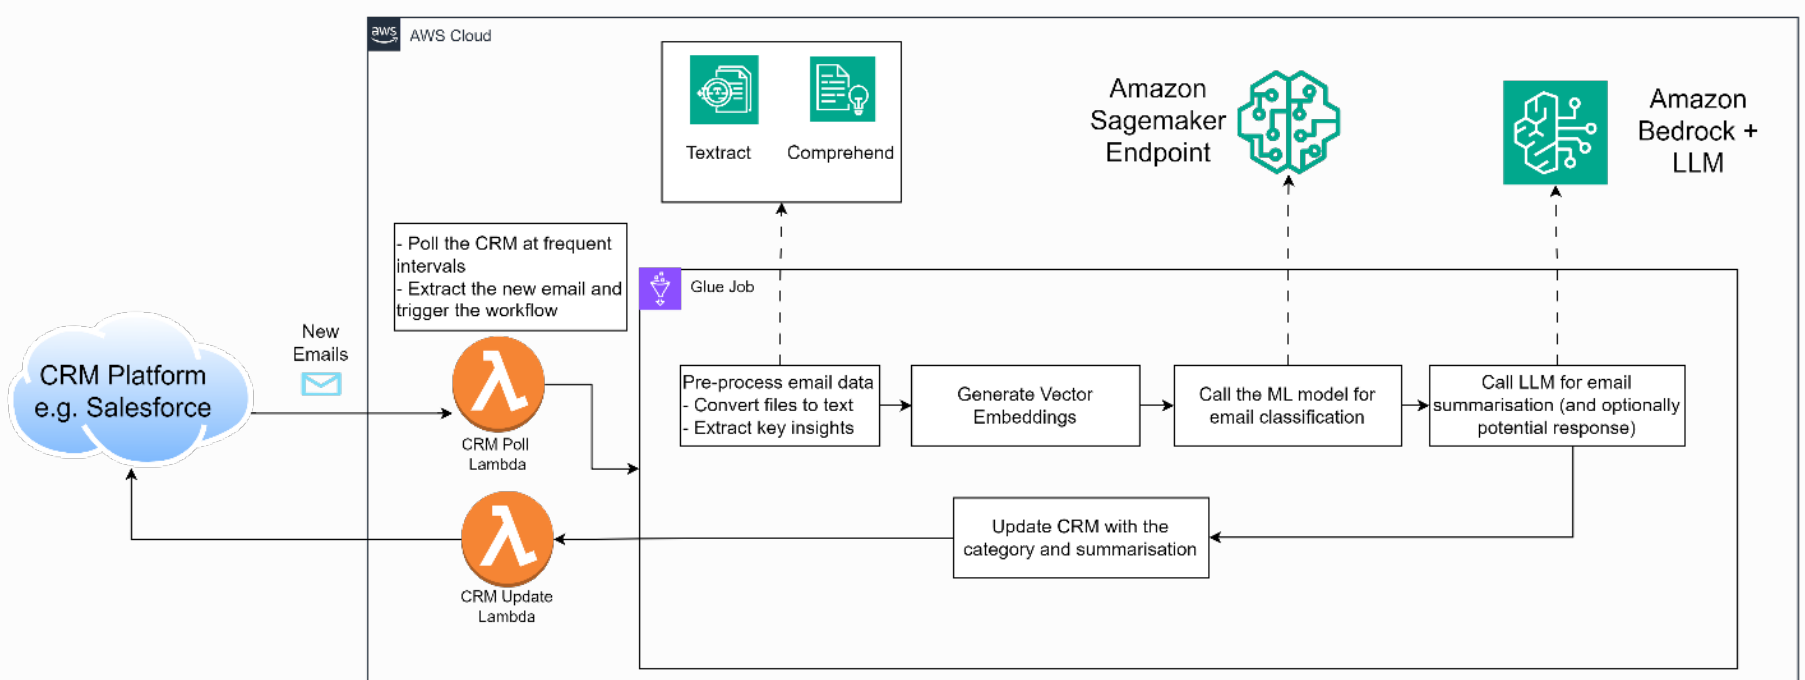 aws
AWS Cloud
Textract
Comprehend
Amazon
Sagemaker
Endpoint
Amazon
Bedrock +
LLM
- Poll the CRM at frequent
intervals
- Extract the new email and
trigger the workflow
Glue Job
New
Emails
CRM Platform
e.g. Salesforce
CRM Poll
Lambda
Pre-process email data
- Convert files to text
- Extract key insights
Generate Vector
Embeddings
Call the ML model for
email classification
Call LLM for email
summarisation (and optionally
potential response)
Update CRM with the
category and summarisation
CRM Update
Lambda